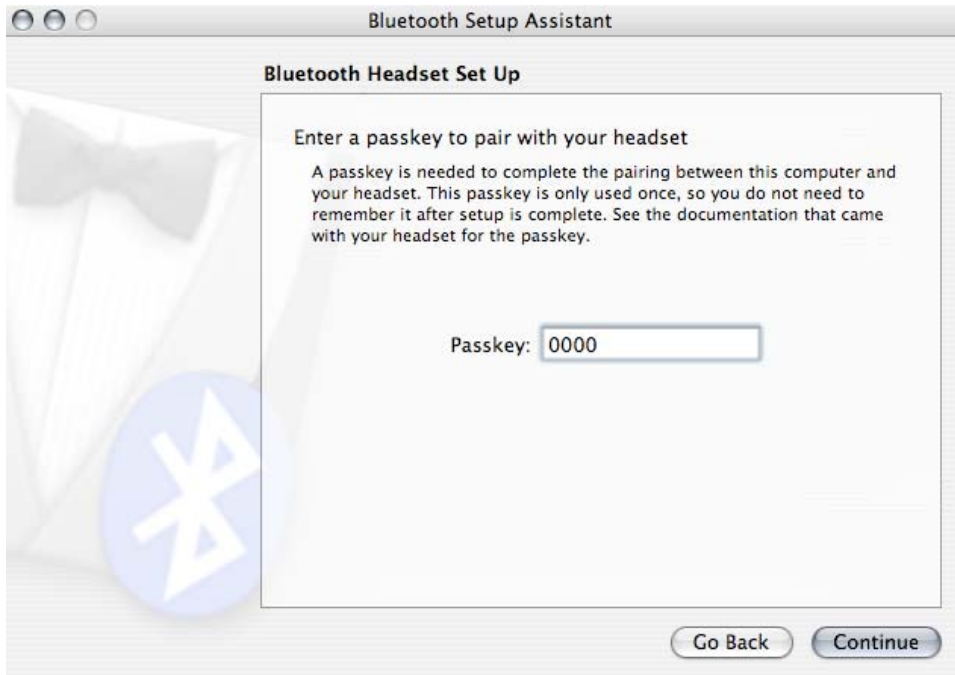 Bluetooth Setup Assistant
Bluetooth Headset Set Up
Enter a passkey to pair with your headset
A passkey is needed to complete the pairing between this computer and
your headset. This passkey is only used once, so you do not need to
remember it after setup is complete. See the documentation that came
with your headset for the passkey.
Passkey: 0000
Go Back Continue